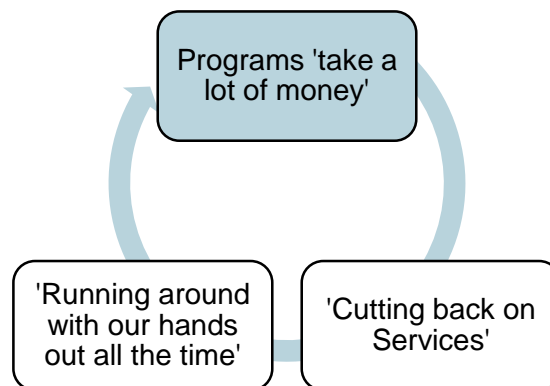 Programs 'take a
lot of money'
'Cutting back on
Services'
'Running around
with our hands
out all the time'